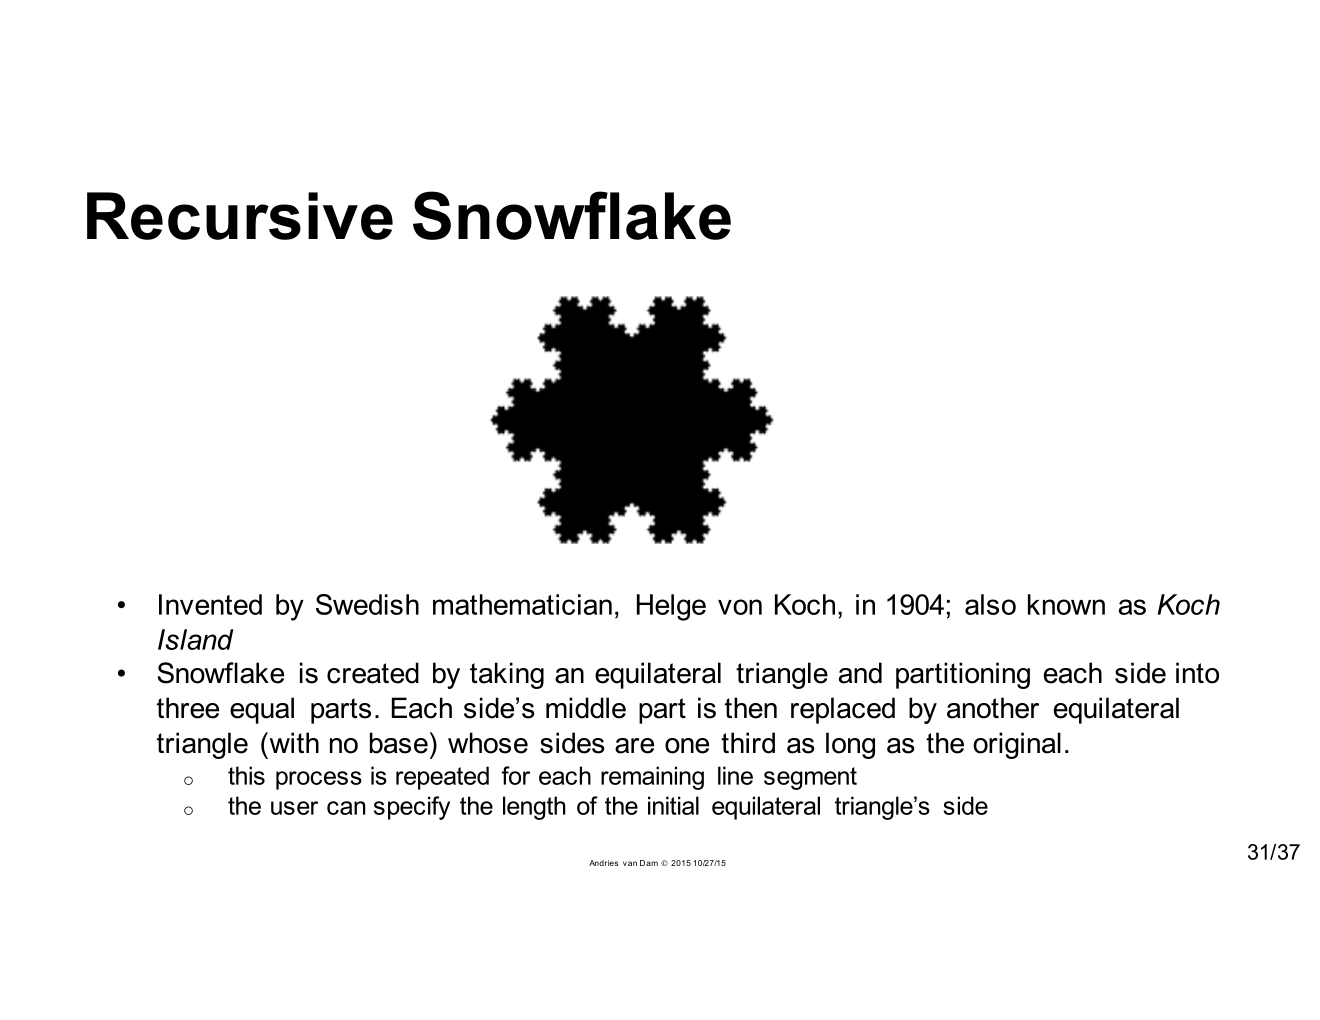 Recursive Snowflake
• Invented by Swedish mathematician, Helge von Koch, in 1904; also known as Koch
Island
• Snowflake is created by taking an equilateral triangle and partitioning each side into
three equal parts. Each side’s middle part is then replaced by another equilateral
triangle (with no base) whose sides are one third as long as the original.
○ this process is repeated for each remaining line segment
○ the user can specify the length of the initial equilateral triangle’s side
31/37
Andries van Dam © 2015 10/27/15